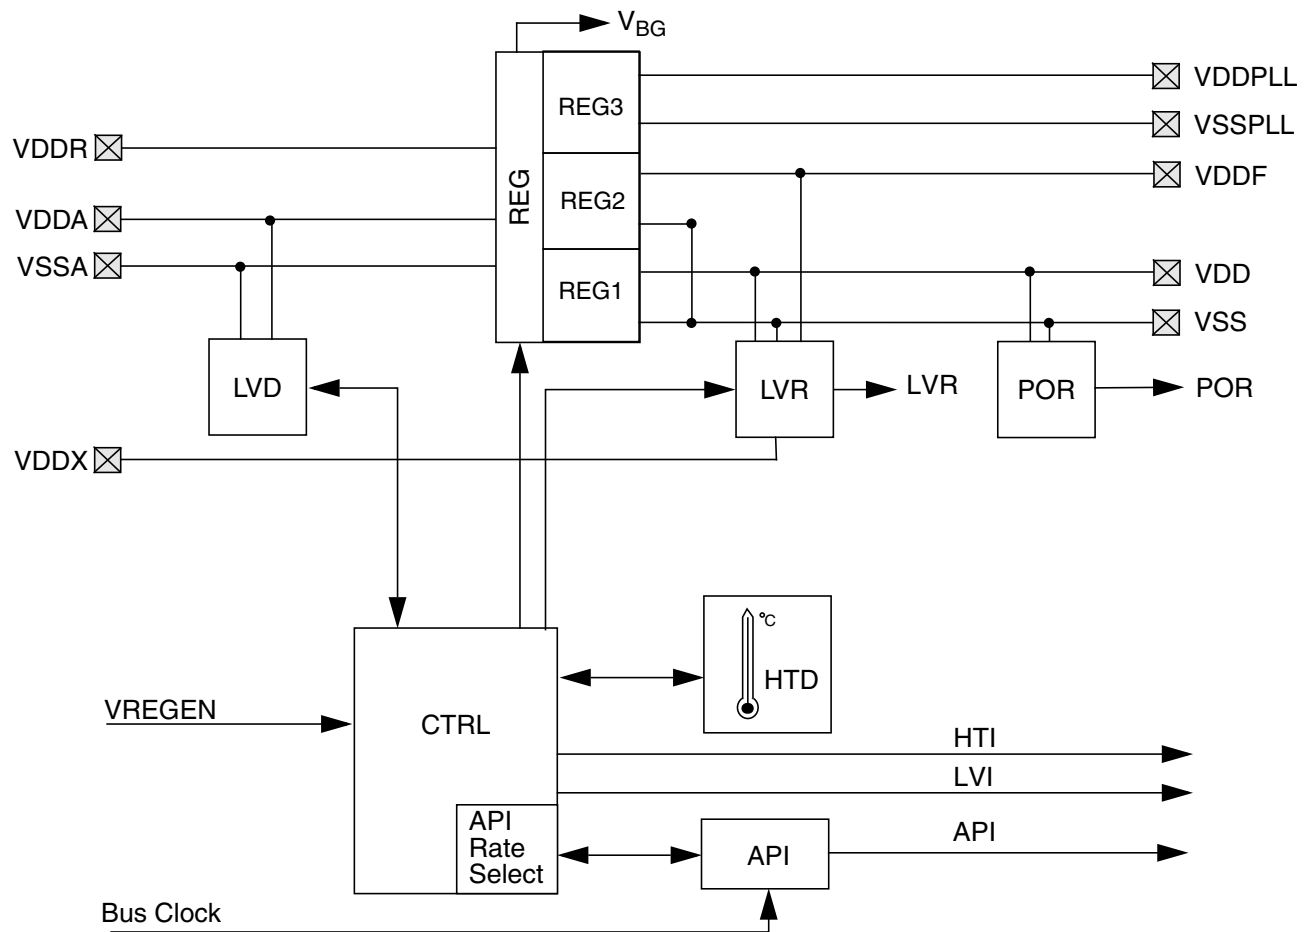 V_BG
VDDPLL
REG3
VSSPLL
VDDR
VDDF
REG
REG2
VDDA
VSSA
VDD
REG1
VSS
LVD
LVR
LVR
POR
POR
VDDX
°C
HTD
VREGEN
CTRL
HTI
LVI
API
Rate
Select
API
API
Bus Clock